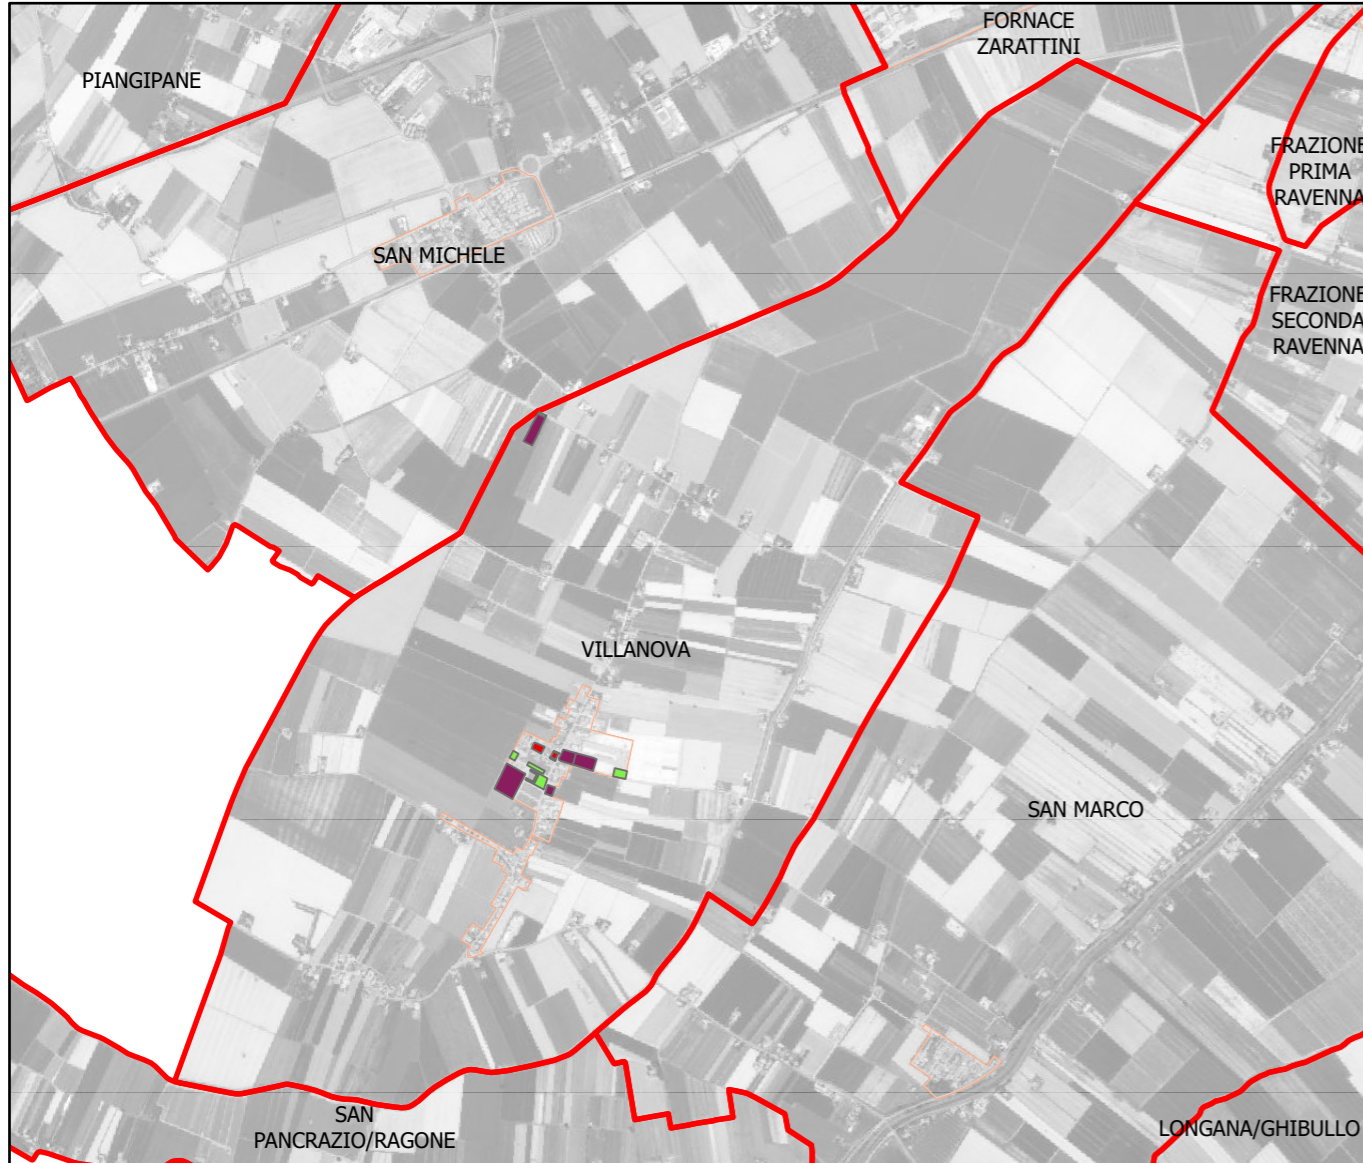 FORNACE
ZARATTINI
PIANGIPANE
FRAZIONE
PRIMA
RAVENNA
SAN MICHELE
FRAZIONE
SECONDA
RAVENNA
VILLANOVA
SAN MARCO
SAN
PANCRAZIO/RAGONE
LONGANA/GHIBULLO